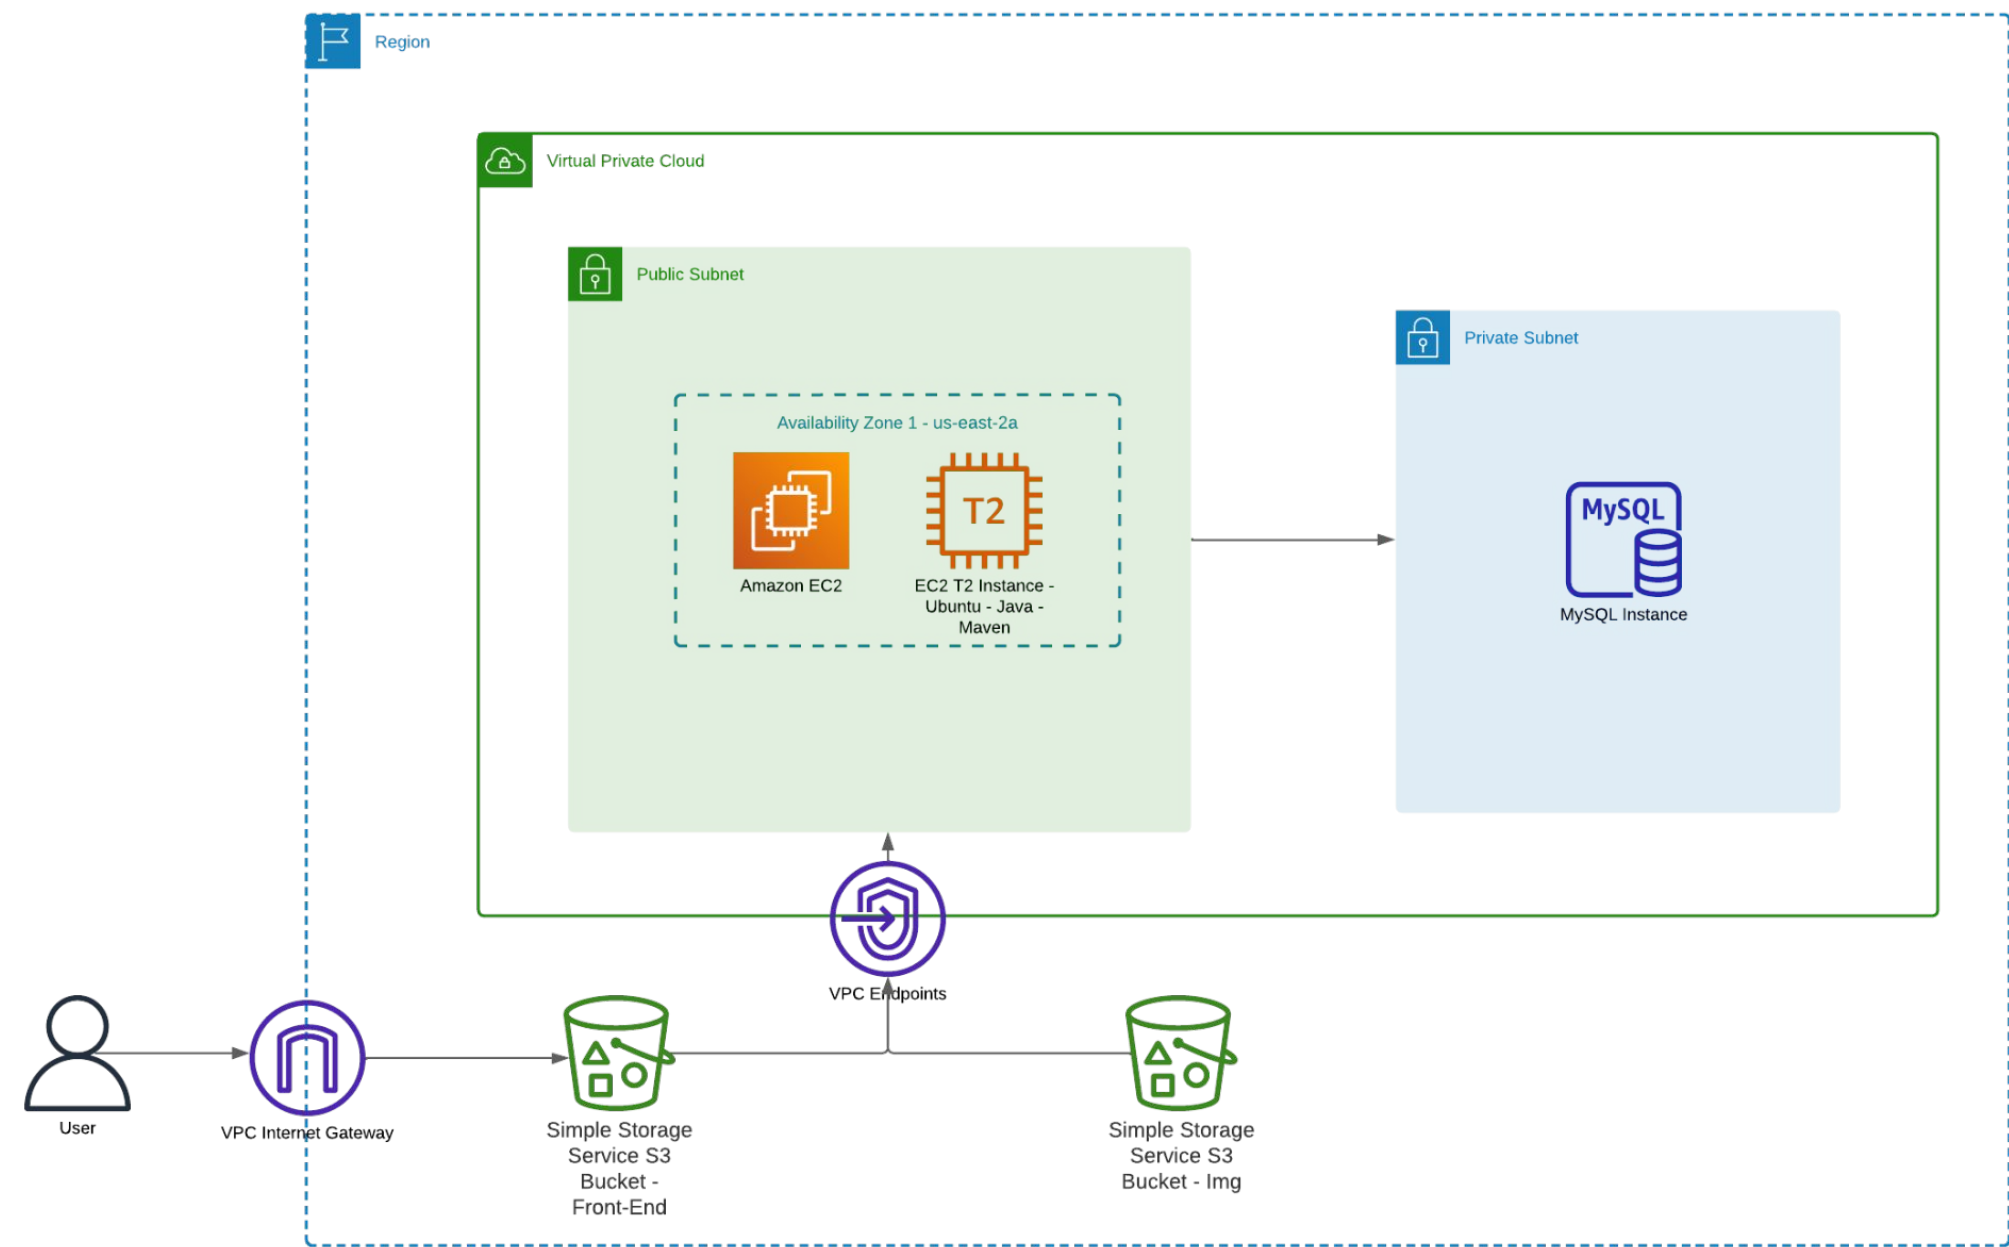 Region
Virtual Private Cloud
Public Subnet
Private Subnet
Availability Zone 1 - us-east-2a
T2
MySQL
Amazon EC2
EC2 T2 Instance -
Ubuntu - Java -
Maven
MySQL Instance
VPC Endpoints
User
VPC Internet Gateway
Simple Storage
Service S3
Bucket -
Front-End
Simple Storage
Service S3
Bucket - Img